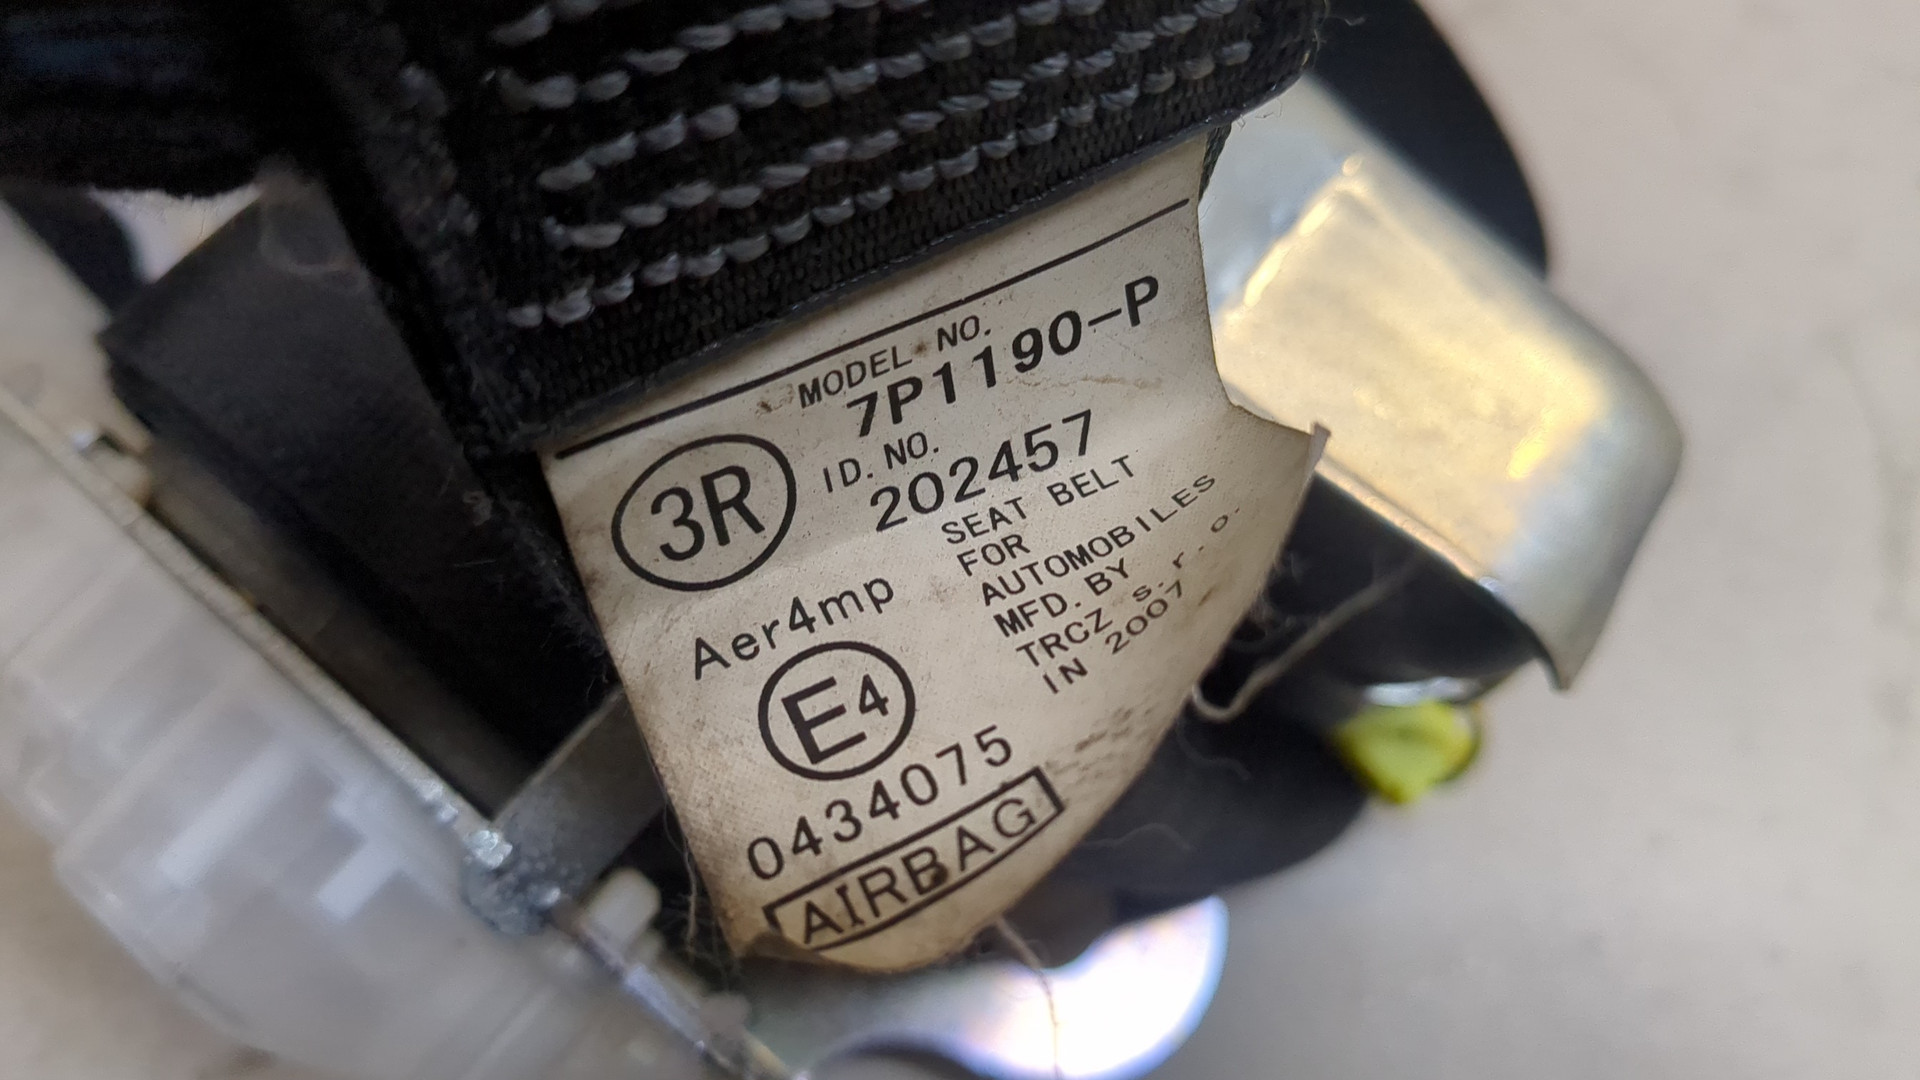 MODEL NO.
7P1190-P
3R
ID. NO.
202457
SEAT BELT
FOR
AUTOMOBILES
MFD. BY
TRCZ s.r.o.
IN 2007
Aer4mp
E4
0434075
AIRBAG